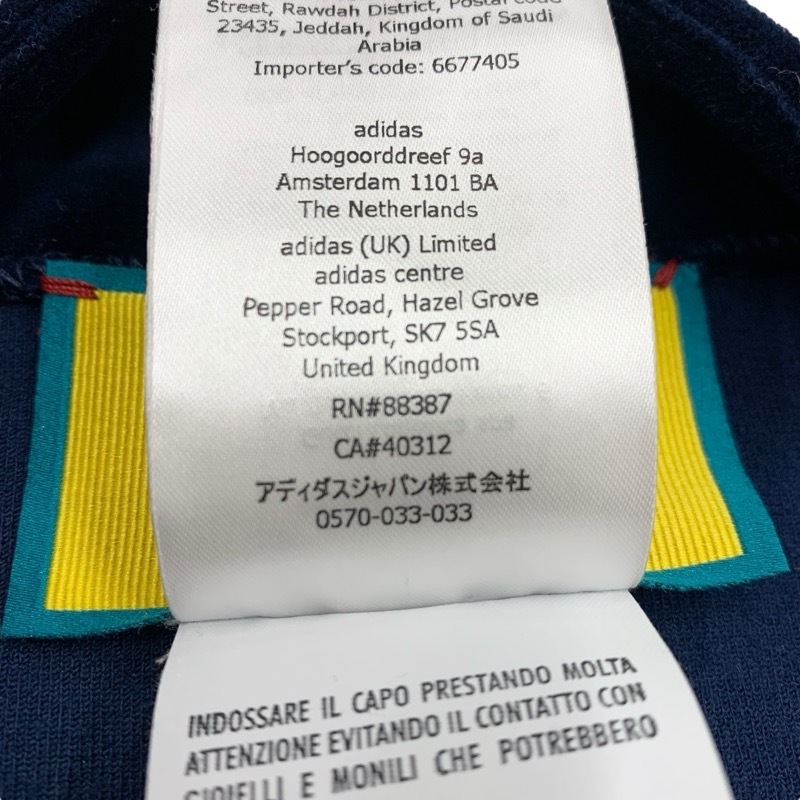 Street, Rawdah District, Postal code
23435, Jeddah, Kingdom of Saudi
Arabia
Importer's code: 6677405
adidas
Hoogoorddreef 9a
Amsterdam 1101 BA
The Netherlands
adidas (UK) Limited
adidas centre
Pepper Road, Hazel Grove
Stockport, SK7 5SA
United Kingdom
RN#88387
CA#40312
アディダスジャパン株式会社
0570-033-033
INDOSSARE IL CAPO PRESTANDO MOLTA
ATTENZIONE EVITANDO IL CONTATTO CON
GIOIELLI E MONILI CHE POTREBBERO